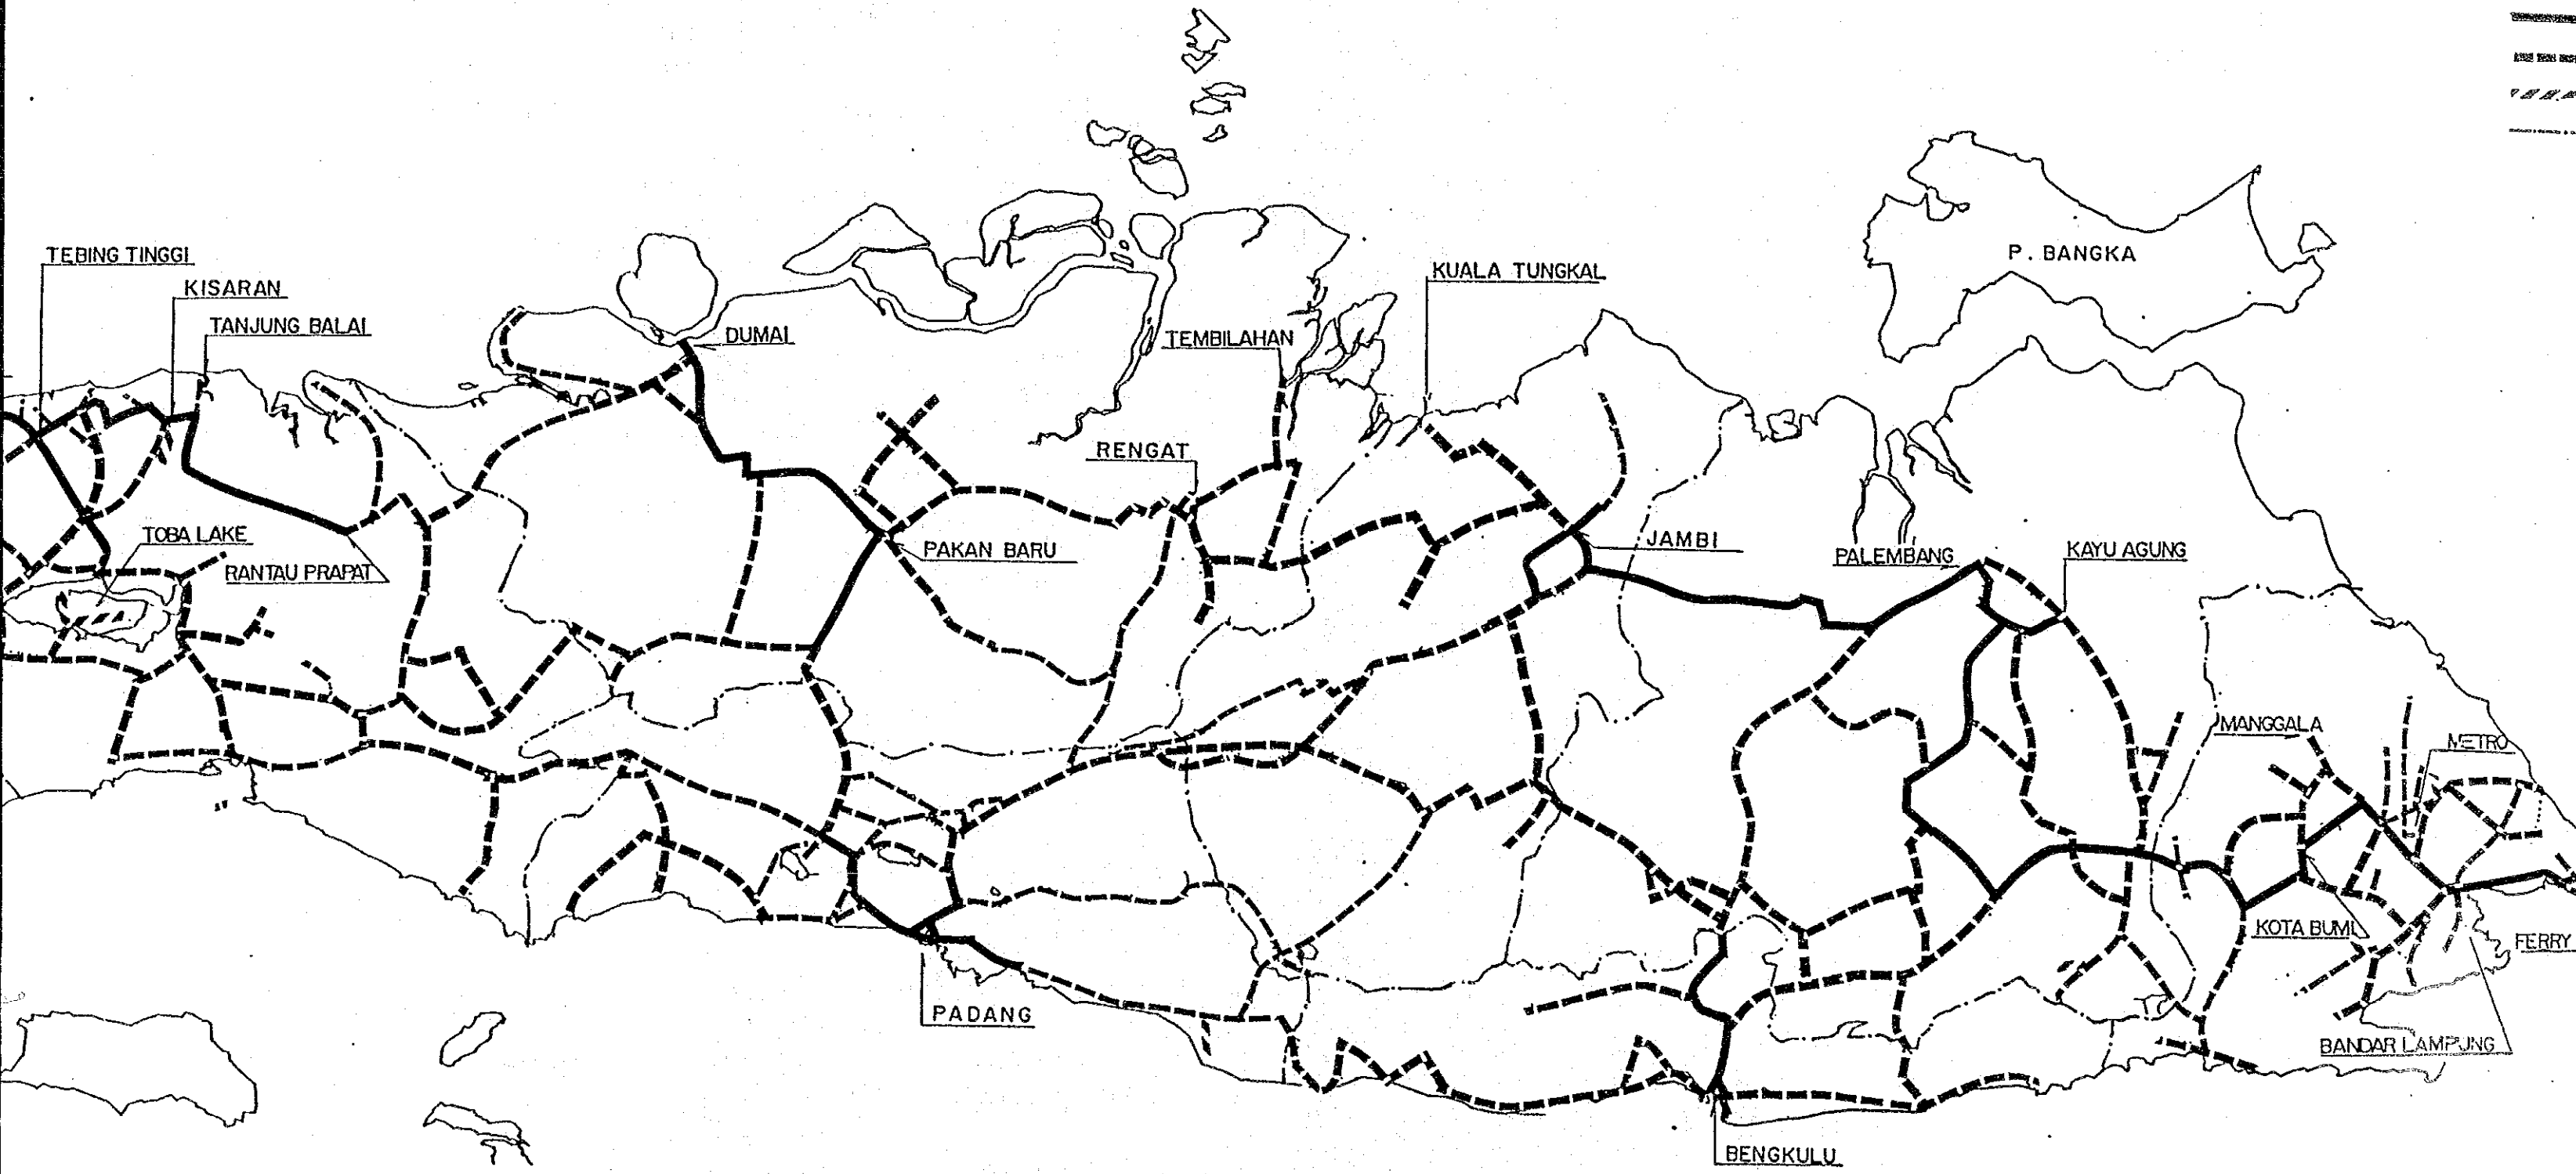 TEBING TINGGI
KISARAN
TANJUNG BALAI
DUMAI
TEMBILAHAN
KUALA TUNGKAL
P. BANGKA
RENGAT
TOBA LAKE
RANTAU PRAPAT
PAKAN BARU
JAMBI
PALEMBANG
KAYU AGUNG
MANGGALA
METRO
KOTA BUMI
FERRY
PADANG
BANDAR LAMPUNG
BENGKULU